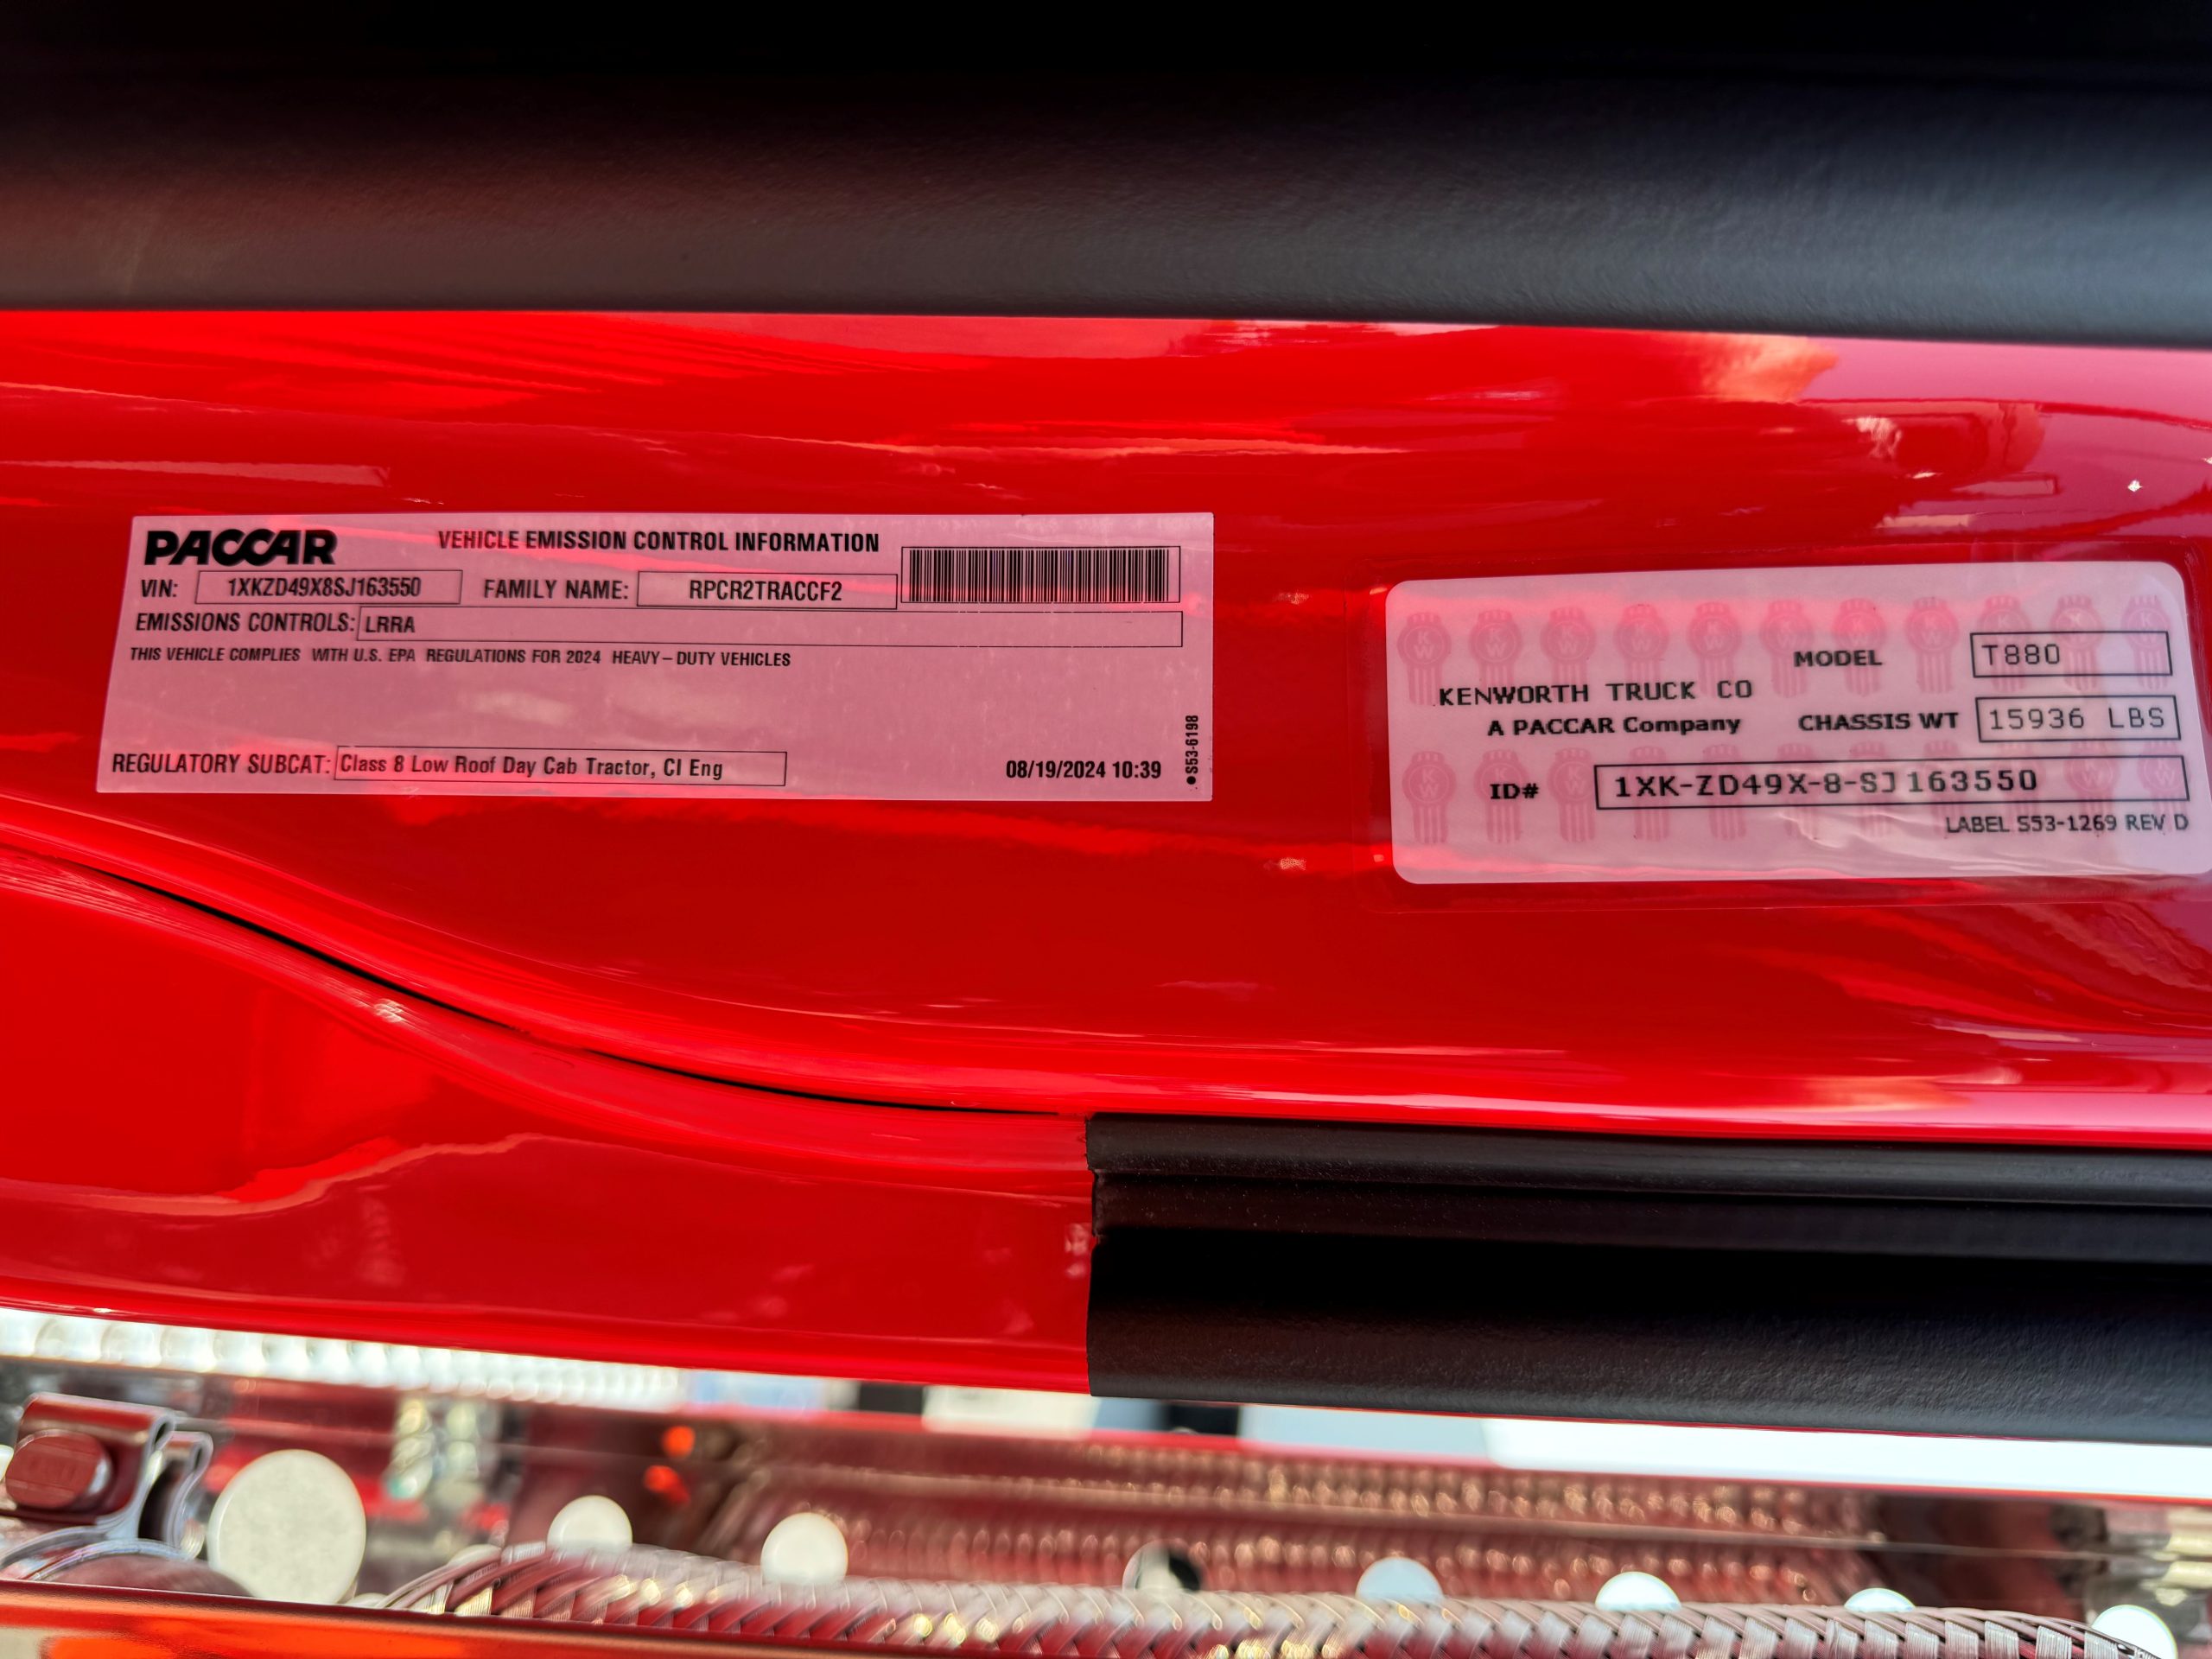 PACCAR VEHICLE EMISSION CONTROL INFORMATION
VIN: 1XKZD49X8SJ163550 FAMILY NAME: RPCR2TRACCF2
EMISSIONS CONTROLS: LRRA
THIS VEHICLE COMPLIES WITH U.S. EPA REGULATIONS FOR 2024 HEAVY-DUTY VEHICLES
REGULATORY SUBCAT: Class 8 Low Roof Day Cab Tractor, CI Eng
08/19/2024 10:39
●S53-6198
MODEL T880
KENWORTH TRUCK CO
A PACCAR Company
CHASSIS WT 15936 LBS
ID# 1XK-ZD49X-8-SJ163550
LABEL S53-1269 REV D